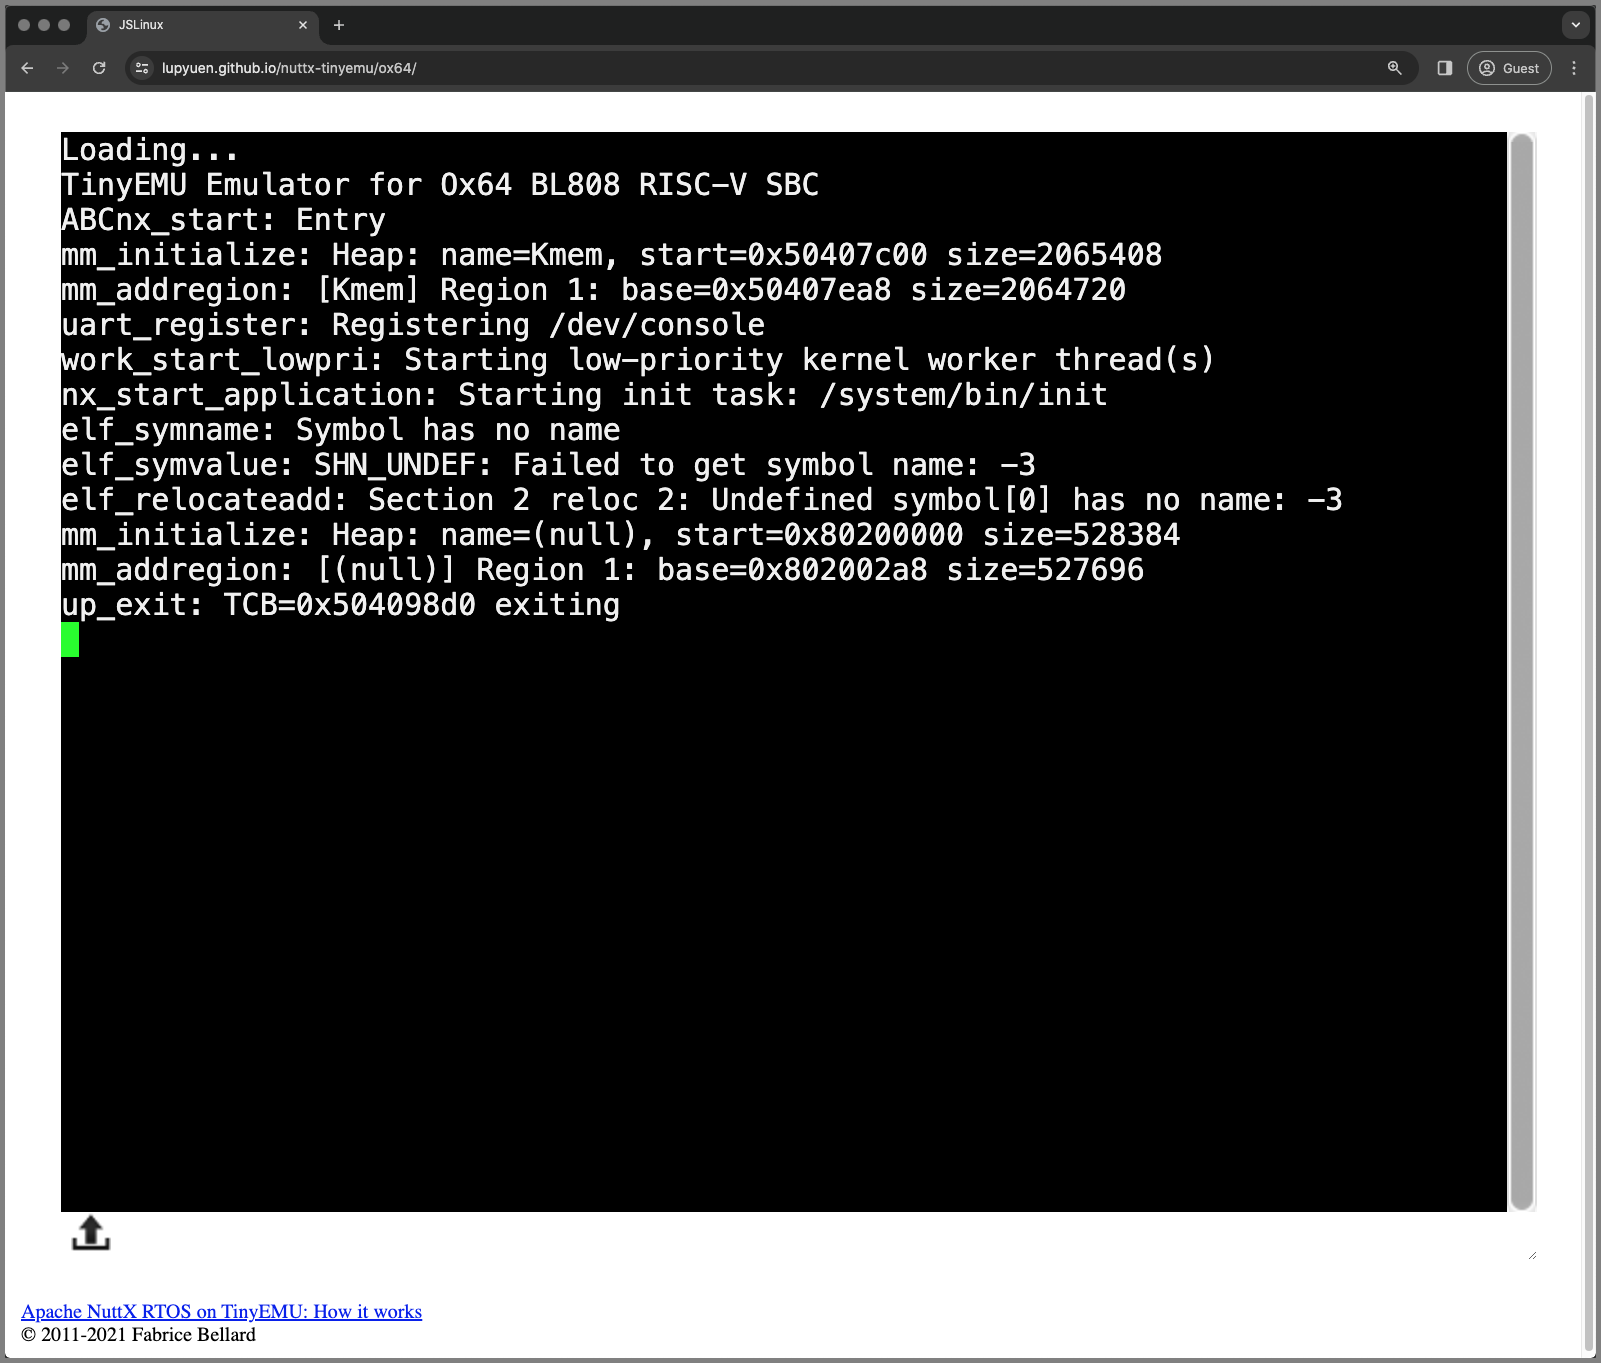 JSLinux
lupyuen.github.io/nuttx-tinyemu/ox64/
Guest
Loading...
TinyEMU Emulator for Ox64 BL808 RISC-V SBC
ABCnx_start: Entry
mm_initialize: Heap: name=Kmem, start=0x50407c00 size=2065408
mm_addregion: [Kmem] Region 1: base=0x50407ea8 size=2064720
uart_register: Registering /dev/console
work_start_lowpri: Starting low-priority kernel worker thread(s)
nx_start_application: Starting init task: /system/bin/init
elf_symname: Symbol has no name
elf_symvalue: SHN_UNDEF: Failed to get symbol name: -3
elf_relocateadd: Section 2 reloc 2: Undefined symbol[0] has no name: -3
mm_initialize: Heap: name=(null), start=0x80200000 size=528384
mm_addregion: [(null)] Region 1: base=0x802002a8 size=527696
up_exit: TCB=0x504098d0 exiting
Apache NuttX RTOS on TinyEMU: How it works
© 2011-2021 Fabrice Bellard